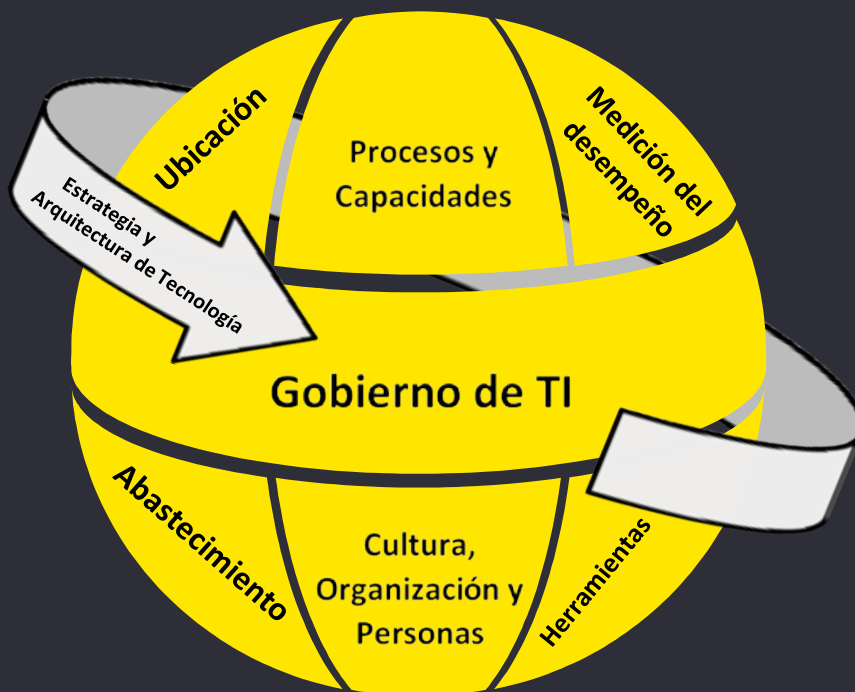 Ubicación
Procesos y
Capacidades
Medición del
desempeño
Estrategia y
Arquitectura de Tecnología
Gobierno de TI
Abastecimiento
Cultura,
Organización y
Personas
Herramientas